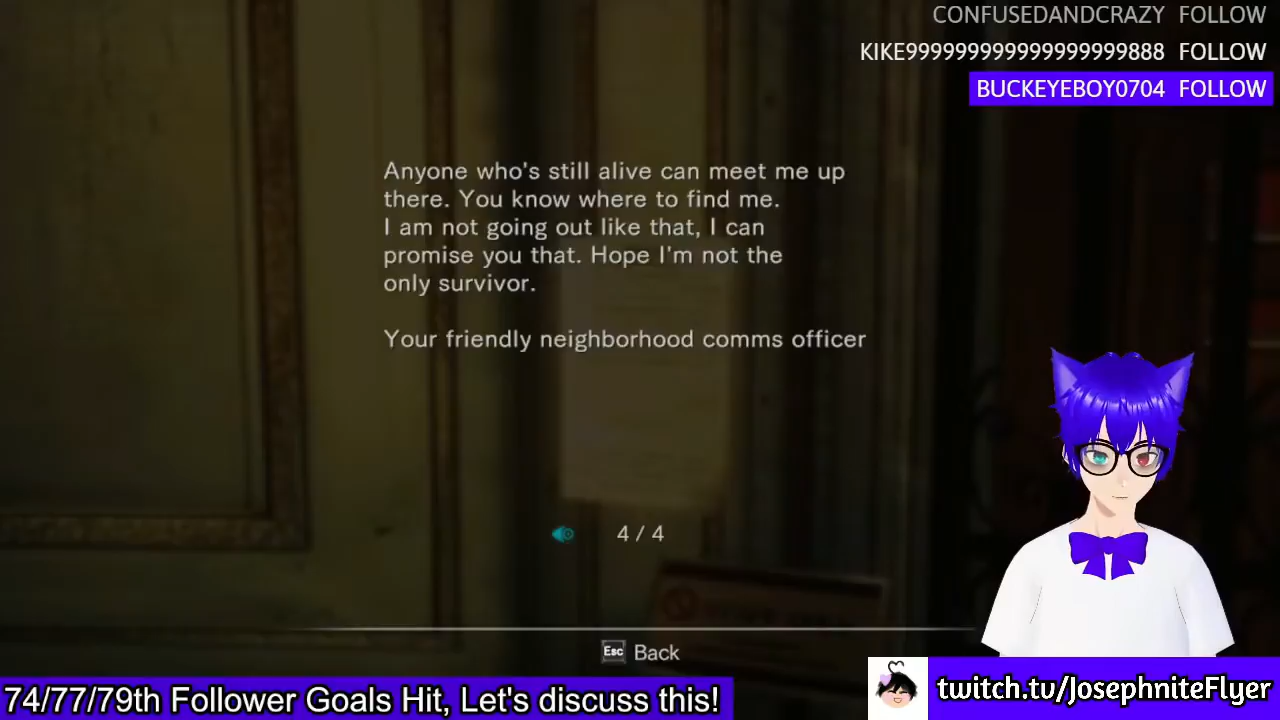 CONFUSEDANDCRAZY FOLLOW
KIKE999999999999999999888 FOLLOW
BUCKEYEBOY0704 FOLLOW
Anyone who's still alive can meet me up
there. You know where to find me.
I am not going out like that, I can
promise you that. Hope I'm not the
only survivor.
Your friendly neighborhood comms officer
4 / 4
Esc Back
74/77/79th Follower Goals Hit, Let's discuss this!
twitch.tv/JosephniteFlyer